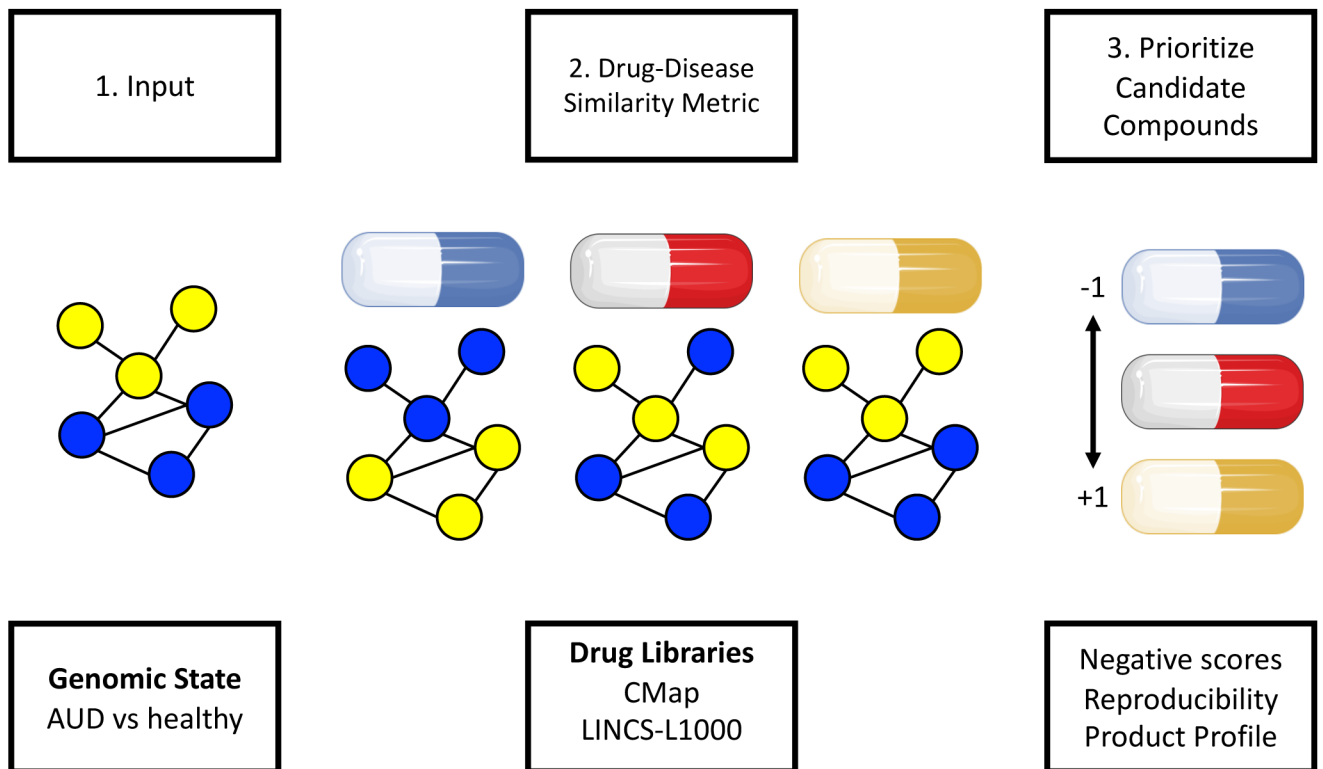 1. Input
2. Drug-Disease
Similarity Metric
3. Prioritize
Candidate
Compounds
-1
+1
Genomic State
AUD vs healthy
Drug Libraries
CMap
LINCS-L1000
Negative scores
Reproducibility
Product Profile